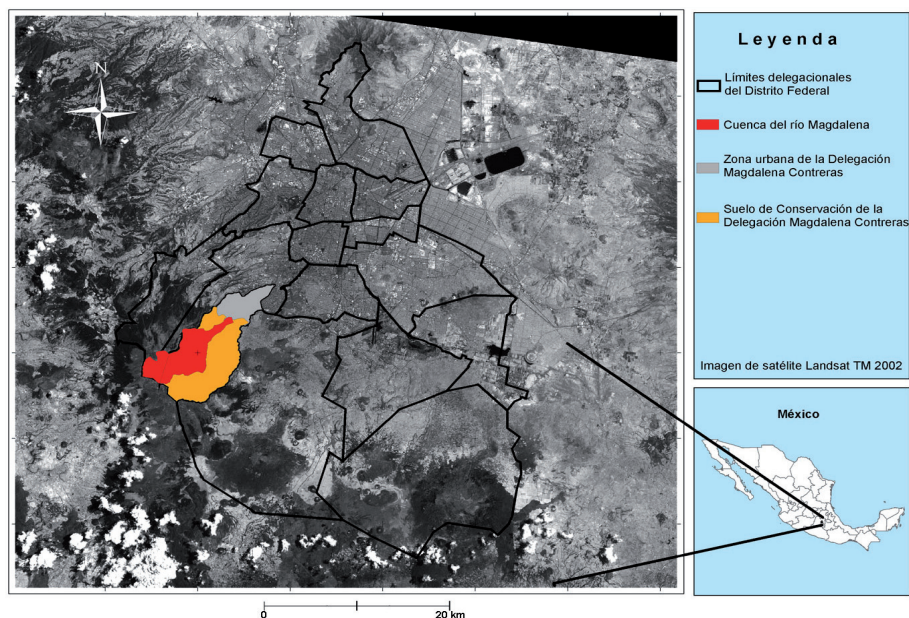 N
Leyenda
Límites delegacionales
del Distrito Federal
Cuenca del río Magdalena
Zona urbana de la Delegación
Magdalena Contreras
Suelo de Conservación de la
Delegación Magdalena Contreras
Imagen de satélite Landsat TM 2002
México
0 20 km